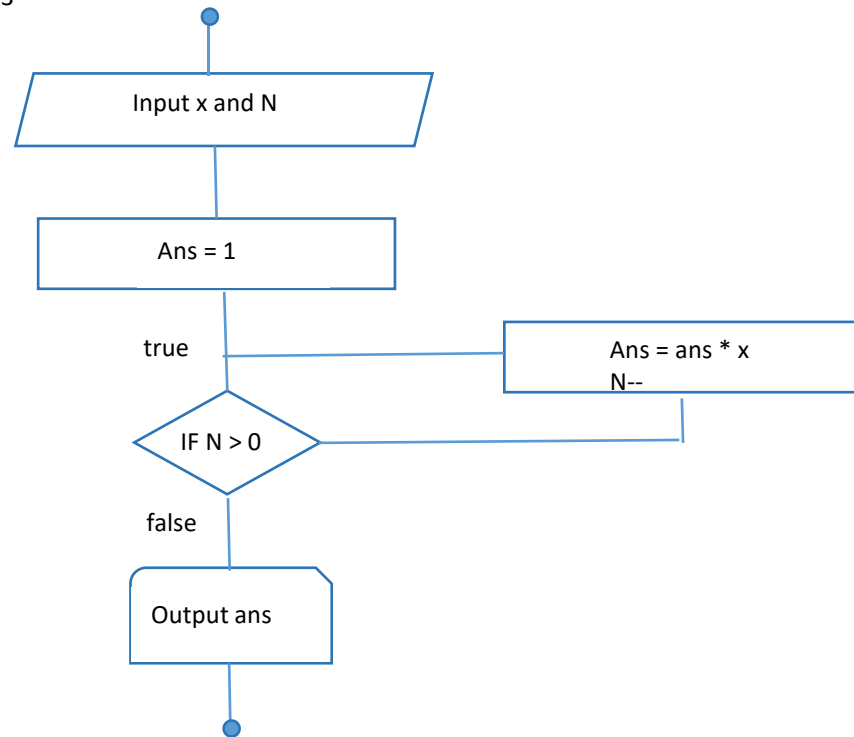 Input x and N
Ans = 1
true
Ans = ans * x
N--
IF N > 0
false
Output ans